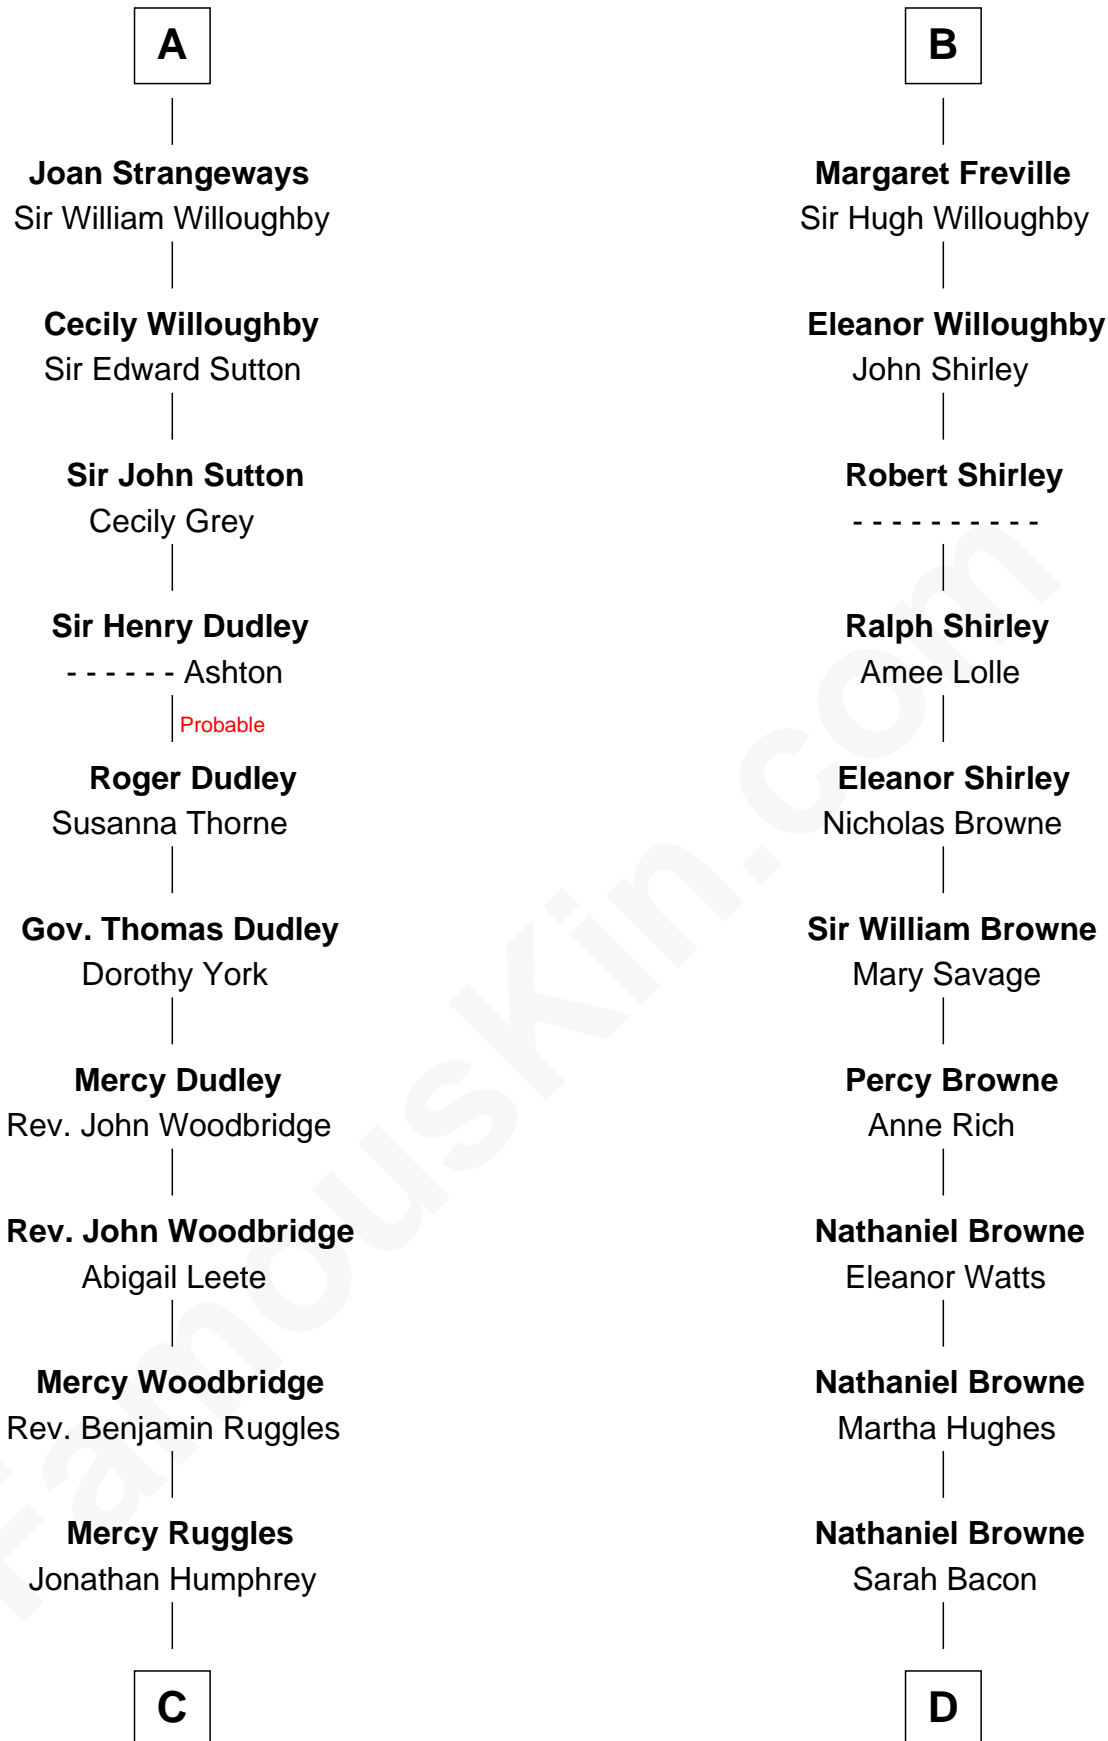 A
Joan Strangeways
Sir William Willoughby
Cecily Willoughby
Sir Edward Sutton
Sir John Sutton
Cecily Grey
Sir Henry Dudley
- - - - - - Ashton
Probable
Roger Dudley
Susanna Thorne
Gov. Thomas Dudley
Dorothy York
Mercy Dudley
Rev. John Woodbridge
Rev. John Woodbridge
Abigail Leete
Mercy Woodbridge
Rev. Benjamin Ruggles
Mercy Ruggles
Jonathan Humphrey
C
B
Margaret Freville
Sir Hugh Willoughby
Eleanor Willoughby
John Shirley
Robert Shirley
- - - - - - - - - -
Ralph Shirley
Amee Lolle
Eleanor Shirley
Nicholas Browne
Sir William Browne
Mary Savage
Percy Browne
Anne Rich
Nathaniel Browne
Eleanor Watts
Nathaniel Browne
Martha Hughes
Nathaniel Browne
Sarah Bacon
D
FamousKin.com